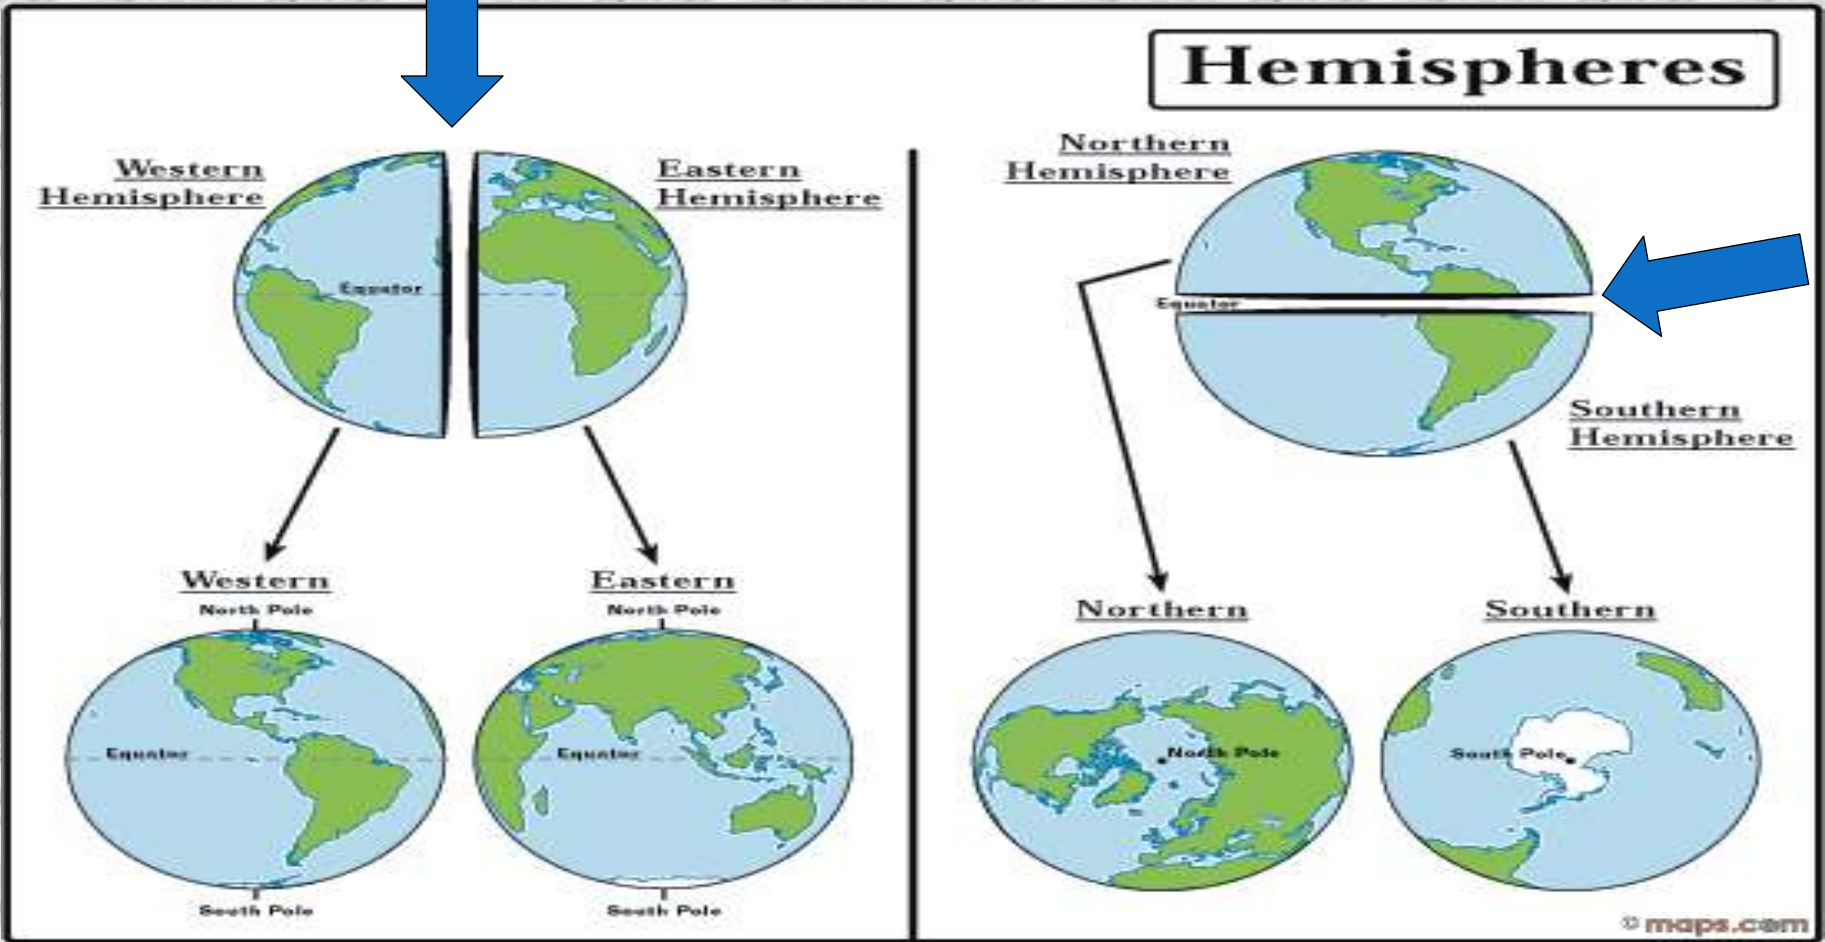 Hemispheres
Western
Hemisphere
Eastern
Hemisphere
Equator
Western
North Pole
Equator
South Pole
Eastern
North Pole
Equator
South Pole
Northern
Hemisphere
Equator
Southern
Hemisphere
Northern
North Pole
Southern
South Pole
© maps.com